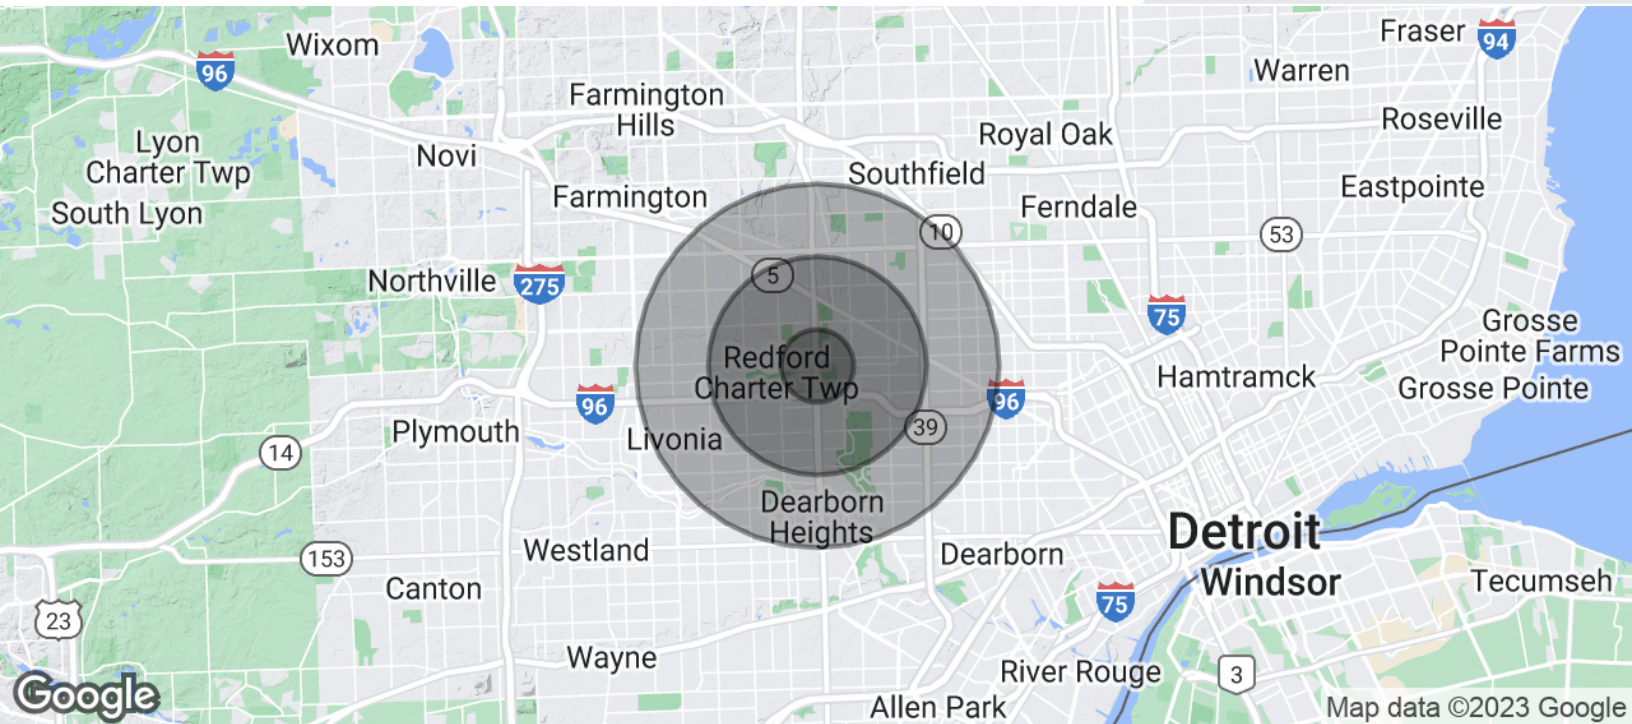 Fraser
94
Wixom
96
Warren
Farmington
Hills
Roseville
Royal Oak
Lyon
Charter Twp
Novi
Southfield
Eastpointe
Farmington
South Lyon
Ferndale
10
53
5
Northville
275
75
Grosse
Pointe Farms
Redford
Charter Twp
Hamtramck
Grosse Pointe
96
96
39
Plymouth
Livonia
14
Dearborn
Heights
Detroit
Westland
Dearborn
153
Windsor
Tecumseh
Canton
75
23
Wayne
River Rouge
3
Google
Allen Park
Map data ©2023 Google